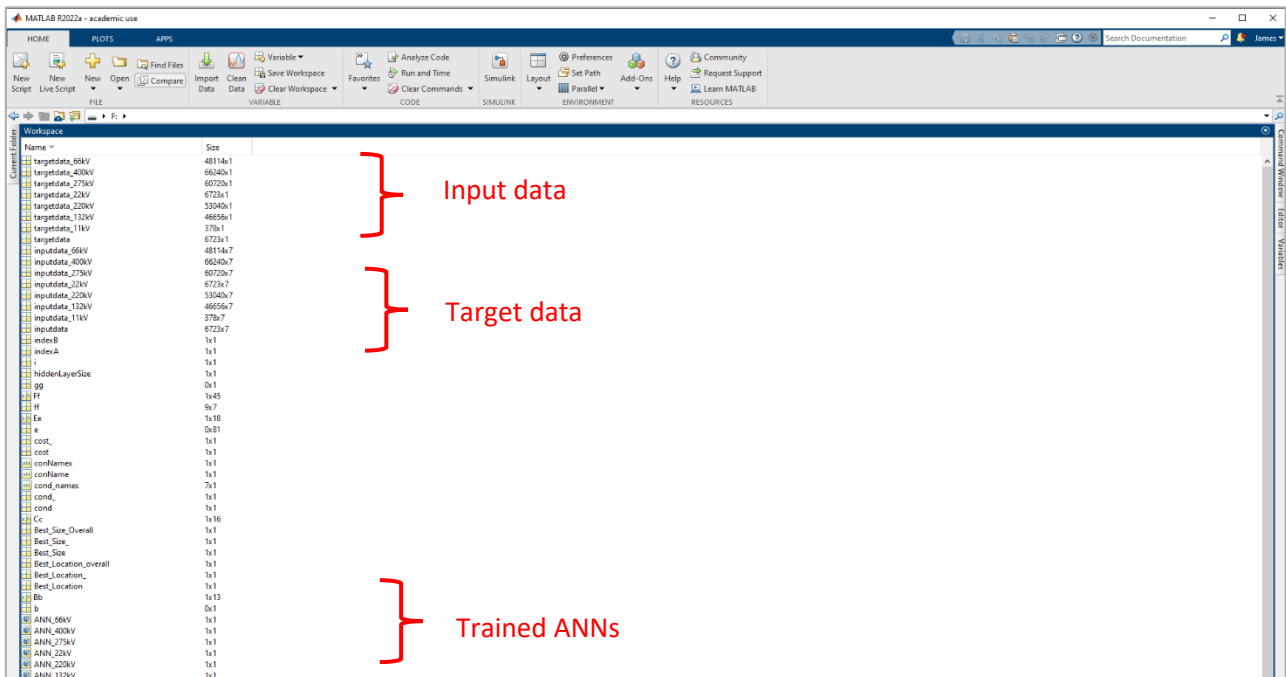 MATLAB R2022a - academic use
HOME PLOTS APPS
Search Documentation James
New Script New Live Script New Open Find Files Compare Import Data Clean Data Variable Save Workspace Clear Workspace Favorites Analyze Code Run and Time Clear Commands Simulink Layout Preferences Set Path Parallel Add-Ons Help Community Request Support Learn MATLAB
FILE VARIABLE CODE SIMULINK ENVIRONMENT RESOURCES
F:
Current Folder
Workspace
Name Size
targetdata_66kV 48114x1
targetdata_400kV 66240x1
targetdata_275kV 60720x1
targetdata_22kV 6723x1
targetdata_220kV 53040x1
targetdata_132kV 46656x1
targetdata_11kV 378x1
targetdata 6723x1
Input data
inputdata_66kV 48114x7
inputdata_400kV 66240x7
inputdata_275kV 60720x7
inputdata_22kV 6723x7
inputdata_220kV 53040x7
inputdata_132kV 46656x7
inputdata_11kV 378x7
inputdata 6723x7
Target data
indexB 1x1
indexA 1x1
i 1x1
hiddenLayerSize 1x1
gg 0x1
Ff 1x45
ff 9x7
Ee 1x18
e 0x81
cost_ 1x1
cost 1x1
conNamex 1x1
conName 1x1
cond_names 7x1
cond_ 1x1
cond 1x1
Cc 1x16
Best_Size_Overall 1x1
Best_Size_ 1x1
Best_Size 1x1
Best_Location_overall 1x1
Best_Location_ 1x1
Best_Location 1x1
Bb 1x13
b 0x1
ANN_66kV 1x1
ANN_400kV 1x1
ANN_275kV 1x1
ANN_22kV 1x1
ANN_220kV 1x1
ANN_132kV 1x1
Trained ANNs
Command Window
Editor
Variables